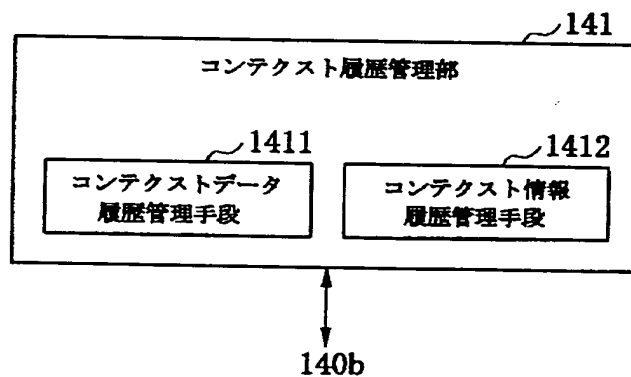 141
コンテクスト履歴管理部
1411
コンテクストデータ
履歴管理手段
1412
コンテクスト情報
履歴管理手段
140b